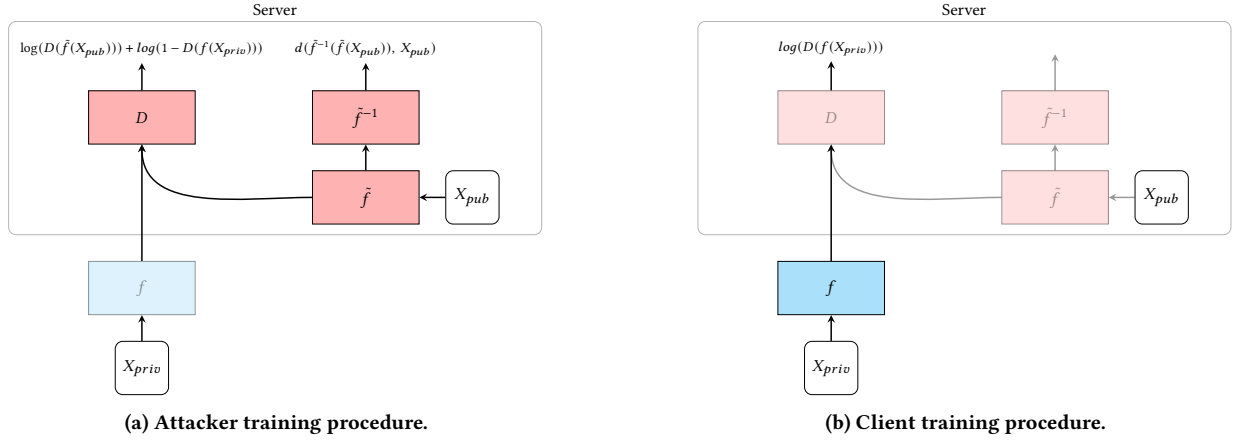 Server
log(D(f̃(X_pub))) + log(1 − D(f(X_priv)))
d(f̃⁻¹(f̃(X_pub)), X_pub)
D
f̃⁻¹
f̃
X_pub
f
X_priv
(a) Attacker training procedure.
Server
log(D(f(X_priv)))
D
f̃⁻¹
f̃
X_pub
f
X_priv
(b) Client training procedure.